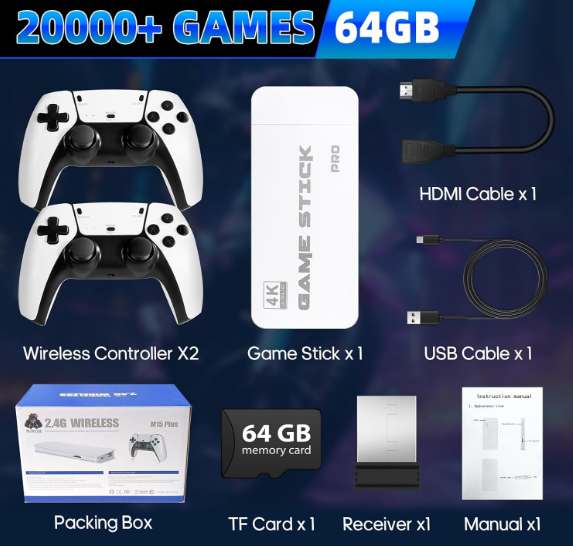 20000+ GAMES 64GB
HDMI Cable x 1
GAME STICK
PRO
4K
Wireless Controller X2
Game Stick x 1
USB Cable x 1
2.4G WIRELESS
M15 Plus
64 GB
memory card
Instruction manual
Packing Box
TF Card x 1
Receiver x1
Manual x1